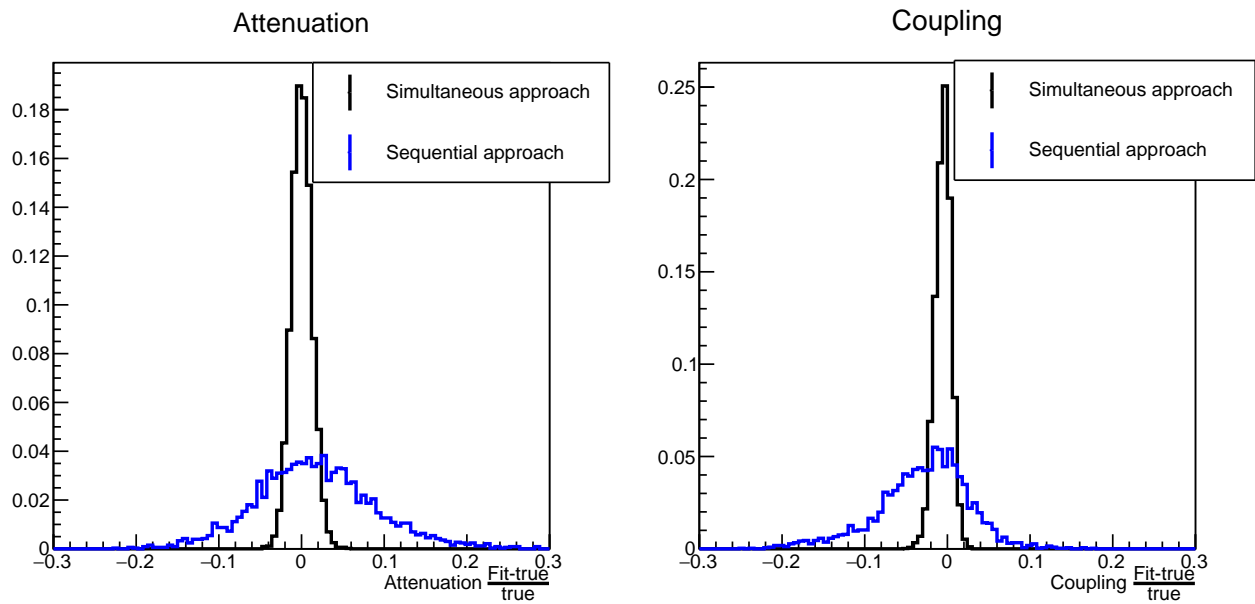 Attenuation
Simultaneous approach
Sequential approach
0.18
0.16
0.14
0.12
0.1
0.08
0.06
0.04
0.02
0
−0.3 −0.2 −0.1 0 0.1 0.2 0.3
Attenuation Fit-true
true
Coupling
Simultaneous approach
Sequential approach
0.25
0.2
0.15
0.1
0.05
0
−0.3 −0.2 −0.1 0 0.1 0.2 0.3
Coupling Fit-true
true